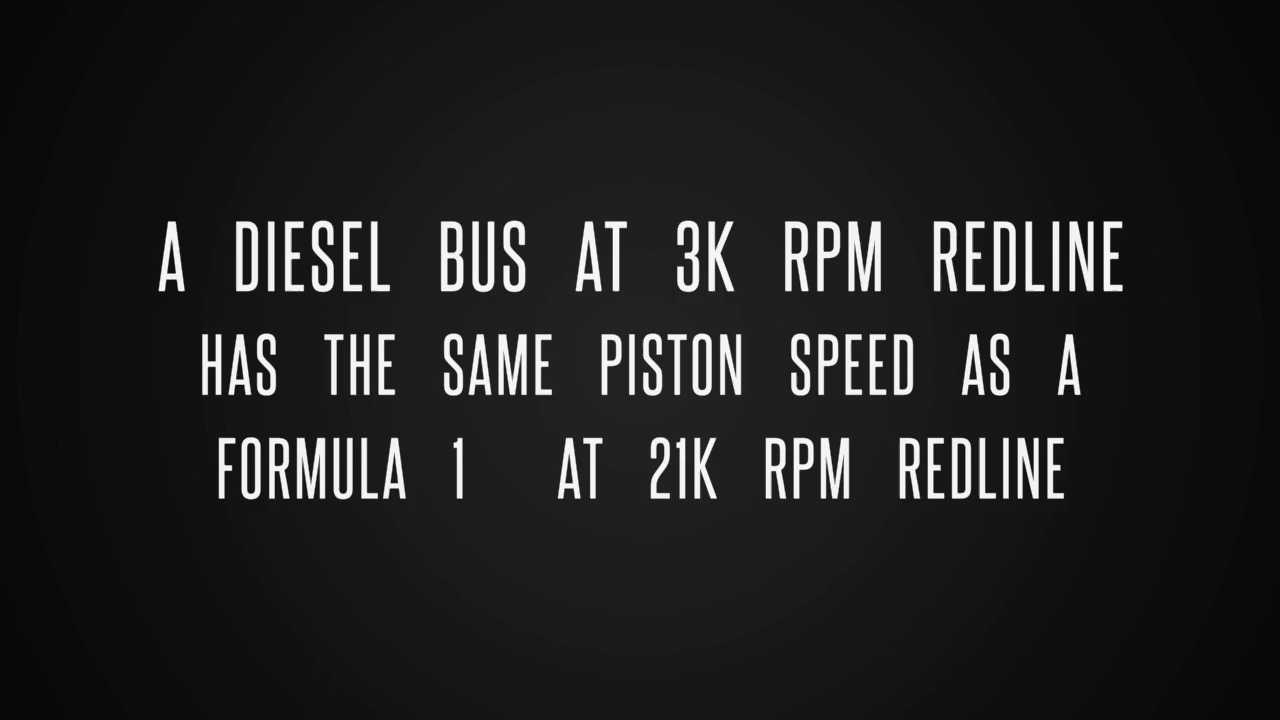 A DIESEL BUS AT 3K RPM REDLINE
HAS THE SAME PISTON SPEED AS A
FORMULA 1 AT 21K RPM REDLINE